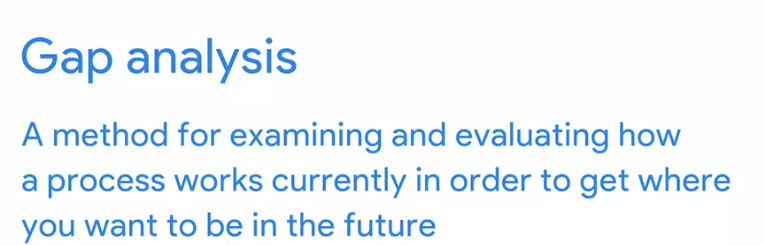 Gap analysis
A method for examining and evaluating how
a process works currently in order to get where
you want to be in the future